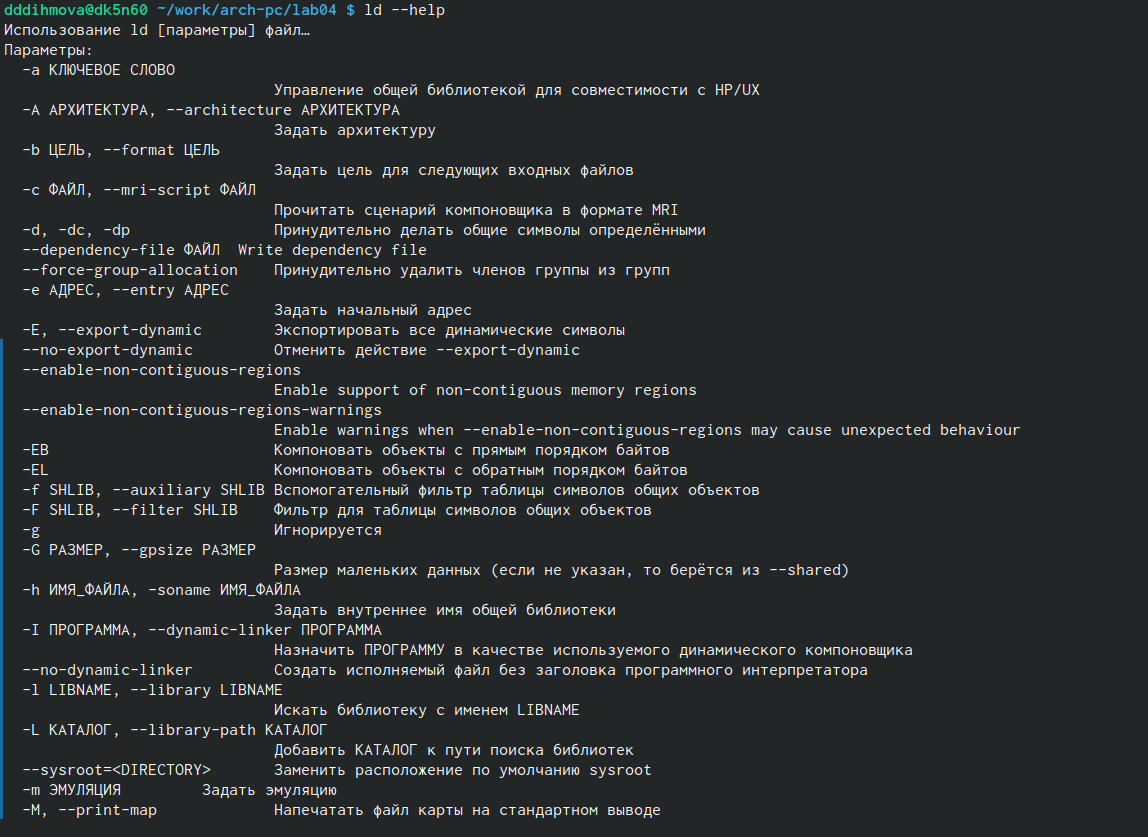 dddihmova@dk5n60 ~/work/arch-pc/lab04 $ ld --help
Использование ld [параметры] файл…
Параметры:
-a КЛЮЧЕВОЕ СЛОВО
Управление общей библиотекой для совместимости с HP/UX
-A АРХИТЕКТУРА, --architecture АРХИТЕКТУРА
Задать архитектуру
-b ЦЕЛЬ, --format ЦЕЛЬ
Задать цель для следующих входных файлов
-c ФАЙЛ, --mri-script ФАЙЛ
Прочитать сценарий компоновщика в формате MRI
-d, -dc, -dp Принудительно делать общие символы определёнными
--dependency-file ФАЙЛ Write dependency file
--force-group-allocation Принудительно удалить членов группы из групп
-e АДРЕС, --entry АДРЕС
Задать начальный адрес
-E, --export-dynamic Экспортировать все динамические символы
--no-export-dynamic Отменить действие --export-dynamic
--enable-non-contiguous-regions
Enable support of non-contiguous memory regions
--enable-non-contiguous-regions-warnings
Enable warnings when --enable-non-contiguous-regions may cause unexpected behaviour
-EB Компоновать объекты с прямым порядком байтов
-EL Компоновать объекты с обратным порядком байтов
-f SHLIB, --auxiliary SHLIB Вспомогательный фильтр таблицы символов общих объектов
-F SHLIB, --filter SHLIB Фильтр для таблицы символов общих объектов
-g Игнорируется
-G РАЗМЕР, --gpsize РАЗМЕР
Размер маленьких данных (если не указан, то берётся из --shared)
-h ИМЯ_ФАЙЛА, -soname ИМЯ_ФАЙЛА
Задать внутреннее имя общей библиотеки
-I ПРОГРАММА, --dynamic-linker ПРОГРАММА
Назначить ПРОГРАММУ в качестве используемого динамического компоновщика
--no-dynamic-linker Создать исполняемый файл без заголовка программного интерпретатора
-l LIBNAME, --library LIBNAME
Искать библиотеку с именем LIBNAME
-L КАТАЛОГ, --library-path КАТАЛОГ
Добавить КАТАЛОГ к пути поиска библиотек
--sysroot=<DIRECTORY> Заменить расположение по умолчанию sysroot
-m ЭМУЛЯЦИЯ Задать эмуляцию
-M, --print-map Напечатать файл карты на стандартном выводе